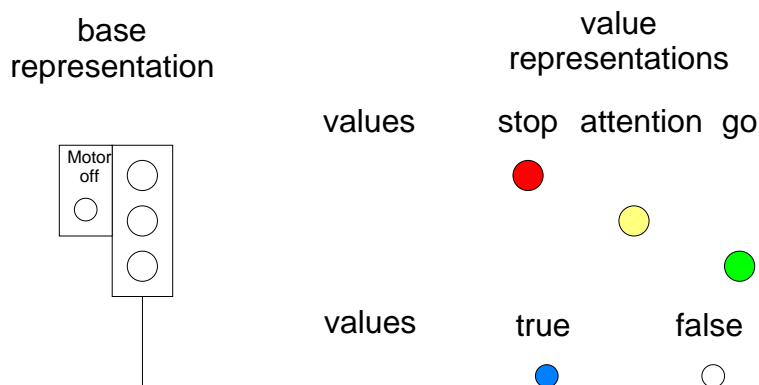 base
representation
value
representations
values stop attention go
Motor
off
values true false